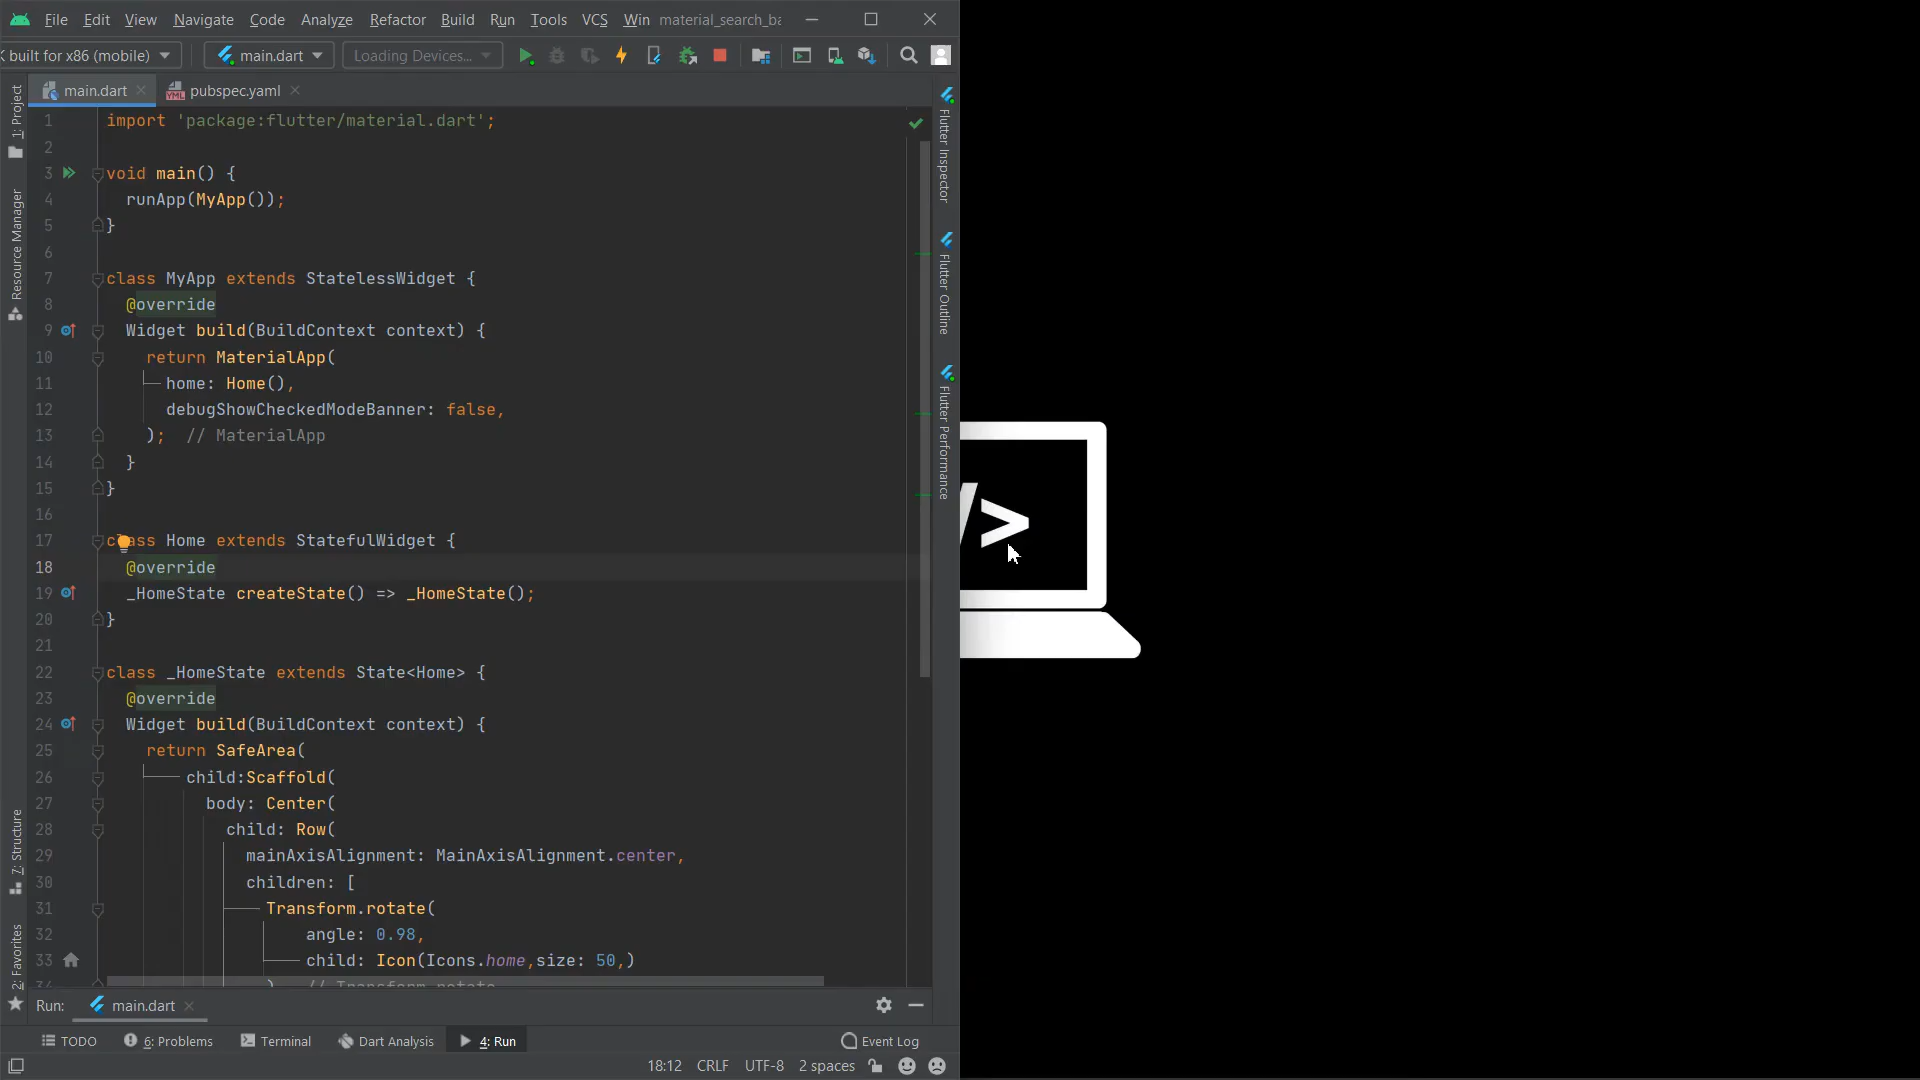 File Edit View Navigate Code Analyze Refactor Build Run Tools VCS Win material_search_ba
built for x86 (mobile) main.dart Loading Devices...
main.dart pubspec.yaml
1 import 'package:flutter/material.dart';
2
3 void main() {
4 runApp(MyApp());
5 }
6
7 class MyApp extends StatelessWidget {
8 @override
9 Widget build(BuildContext context) {
10 return MaterialApp(
11 home: Home(),
12 debugShowCheckedModeBanner: false,
13 ); // MaterialApp
14 }
15 }
16
17 class Home extends StatefulWidget {
18 @override
19 _HomeState createState() => _HomeState();
20 }
21
22 class _HomeState extends State<Home> {
23 @override
24 Widget build(BuildContext context) {
25 return SafeArea(
26 child:Scaffold(
27 body: Center(
28 child: Row(
29 mainAxisAlignment: MainAxisAlignment.center,
30 children: [
31 Transform.rotate(
32 angle: 0.98,
33 child: Icon(Icons.home,size: 50,)
34 ) // Transform.rotate
1: Project
Resource Manager
7: Structure
2: Favorites
Flutter Inspector
Flutter Outline
Flutter Performance
/>
Run: main.dart
TODO 6: Problems Terminal Dart Analysis 4: Run Event Log
18:12 CRLF UTF-8 2 spaces